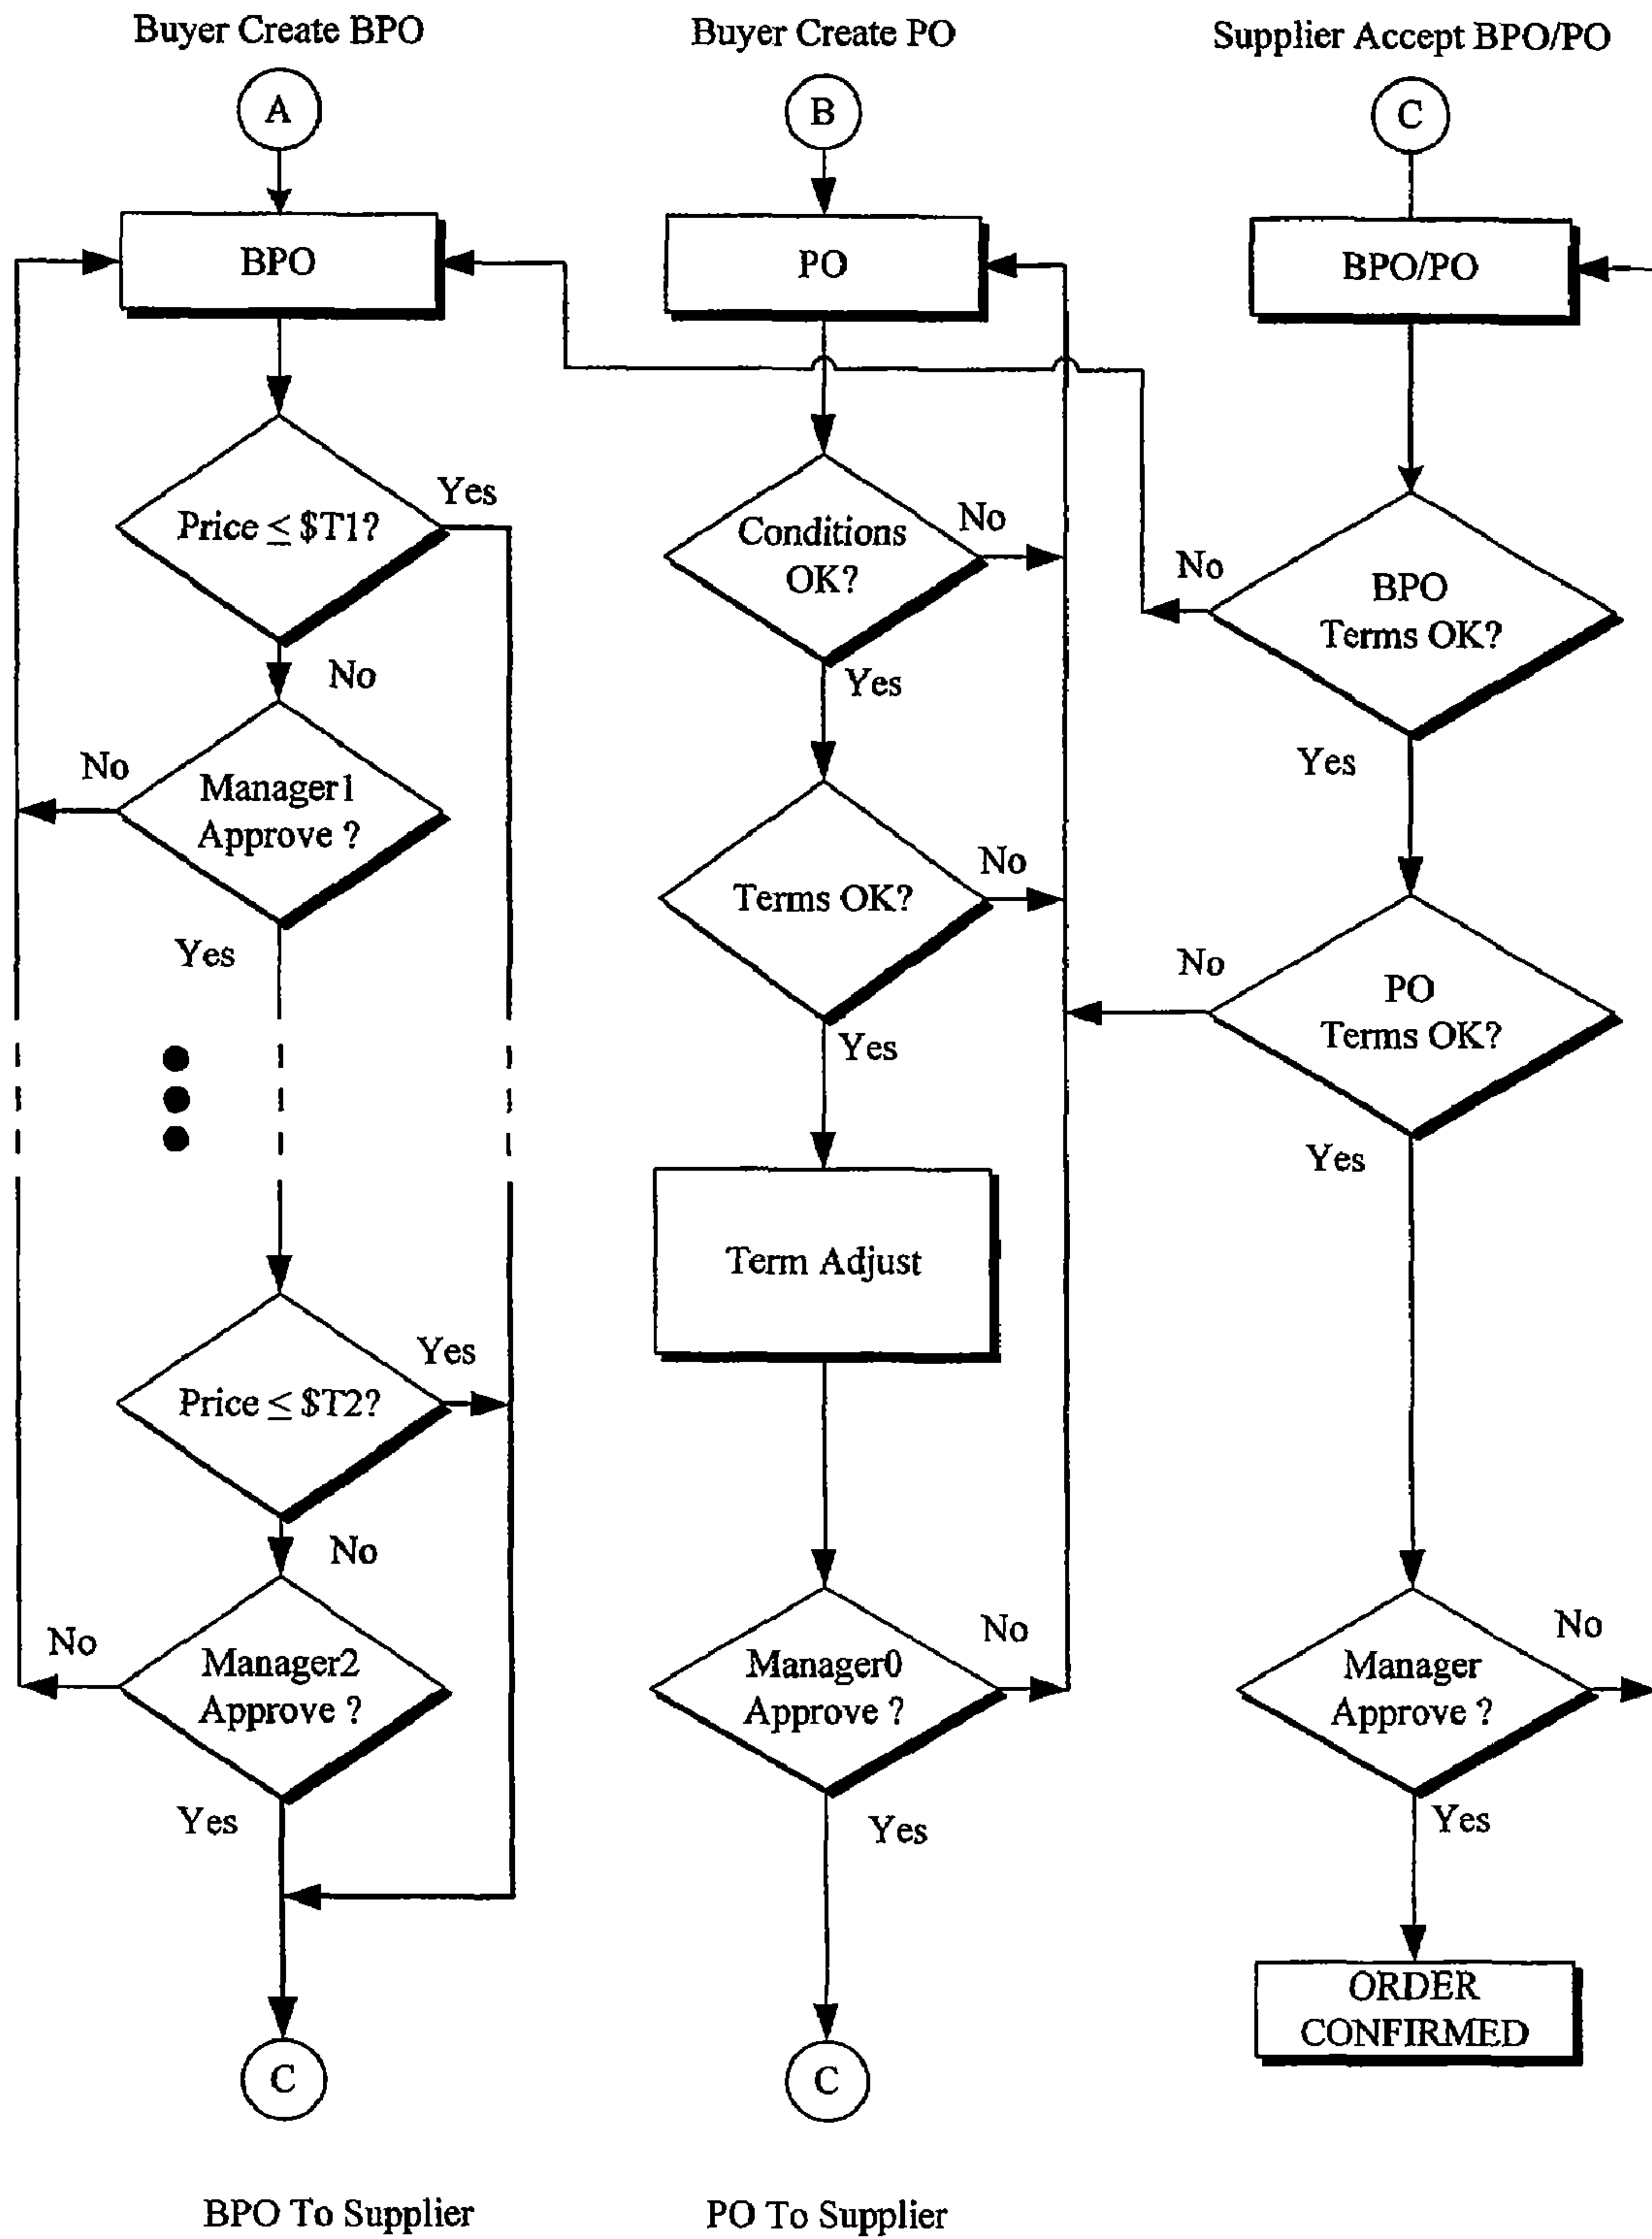 Buyer Create BPO
A
BPO
Price ≤ $T1?
Yes
No
Manager1
Approve ?
No
Yes
Price ≤ $T2?
Yes
No
Manager2
Approve ?
No
Yes
C
BPO To Supplier
Buyer Create PO
B
PO
Conditions
OK?
No
Yes
Terms OK?
No
Yes
Term Adjust
Manager0
Approve ?
No
Yes
C
PO To Supplier
Supplier Accept BPO/PO
C
BPO/PO
BPO
Terms OK?
No
Yes
PO
Terms OK?
No
Yes
Manager
Approve ?
No
Yes
ORDER
CONFIRMED